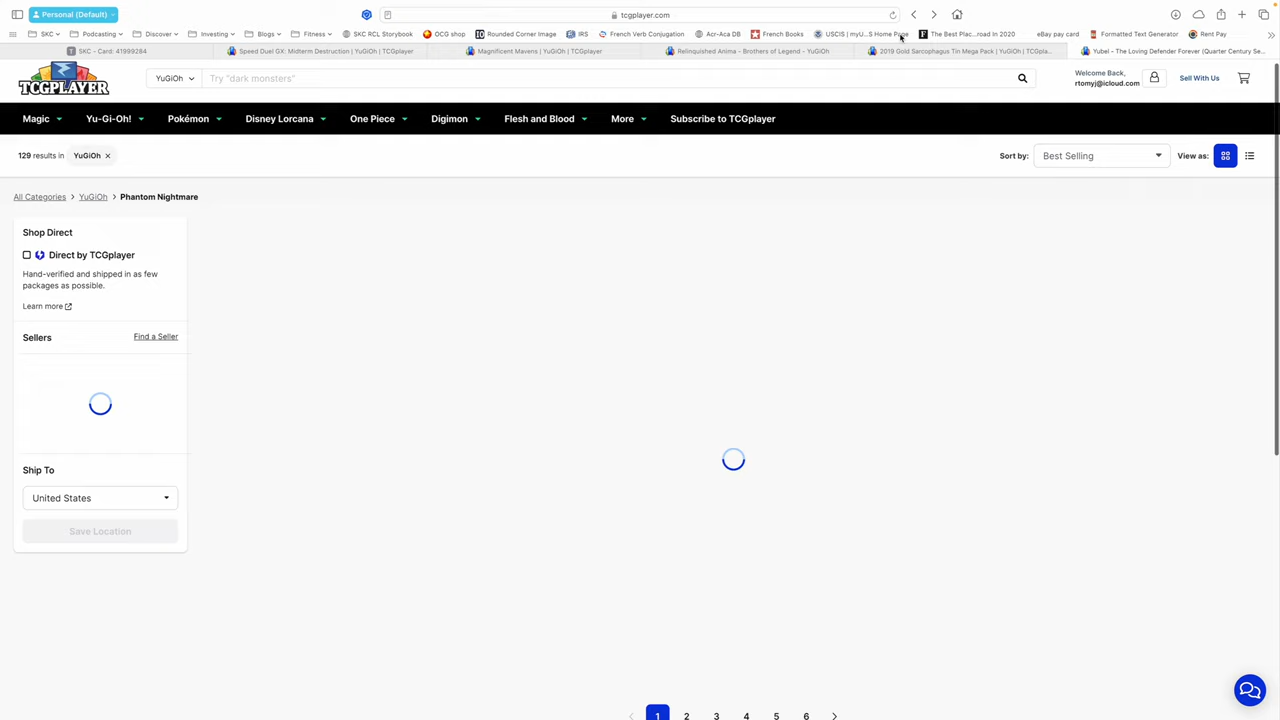 Personal (Default)
tcgplayer.com
SKC
Podcasting
Discover
Investing
Blogs
Fitness
SKC RCL Storybook
OCG shop
Rounded Corner Image
IRS
French Verb Conjugation
Acr-Aca DB
French Books
USCIS | myU...S Home Page
The Best Plac...road In 2020
eBay pay card
Formatted Text Generator
Rent Pay
SKC - Card: 41999284
Speed Duel GX: Midterm Destruction | YuGiOh | TCGplayer
Magnificent Mavens | YuGiOh | TCGplayer
Relinquished Anima - Brothers of Legend - YuGiOh
2019 Gold Sarcophagus Tin Mega Pack | YuGiOh | TCGpla...
Yubel - The Loving Defender Forever (Quarter Century Se...
TCGPLAYER
YuGiOh
Try "dark monsters"
Welcome Back,
rtomyj@icloud.com
Sell With Us
Magic
Yu-Gi-Oh!
Pokémon
Disney Lorcana
One Piece
Digimon
Flesh and Blood
More
Subscribe to TCGplayer
129 results in YuGiOh
Sort by: Best Selling
View as:
All Categories > YuGiOh > Phantom Nightmare
Shop Direct
Direct by TCGplayer
Hand-verified and shipped in as few
packages as possible.
Learn more
Sellers
Find a Seller
Ship To
United States
Save Location
1 2 3 4 5 6